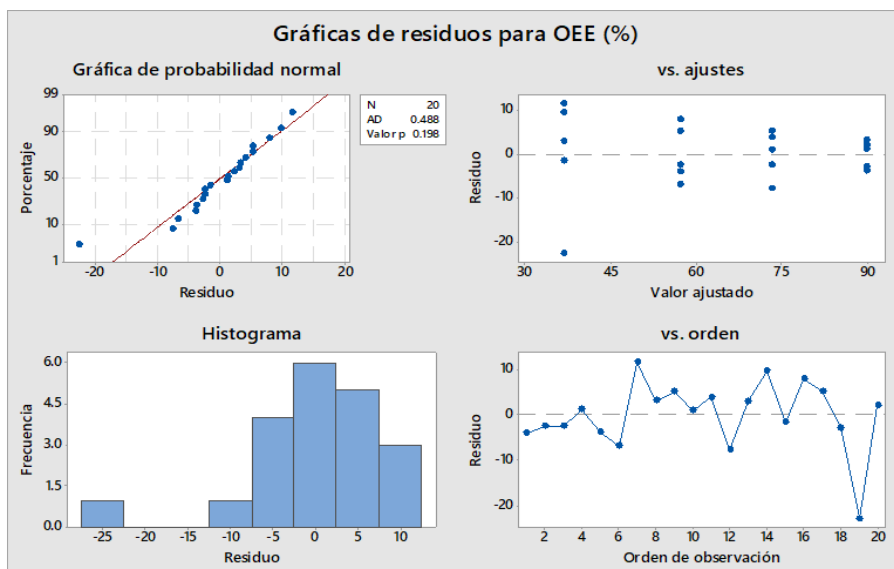 Gráficas de residuos para OEE (%)
Gráfica de probabilidad normal
99
90
50
10
1
Porcentaje
-20
-10
0
10
20
Residuo
N 20
AD 0.488
Valor p 0.198
vs. ajustes
10
0
-10
-20
Residuo
30
45
60
75
90
Valor ajustado
Histograma
6.0
4.5
3.0
1.5
0.0
Frecuencia
-25
-20
-15
-10
-5
0
5
10
Residuo
vs. orden
10
0
-10
-20
Residuo
2
4
6
8
10
12
14
16
18
20
Orden de observación